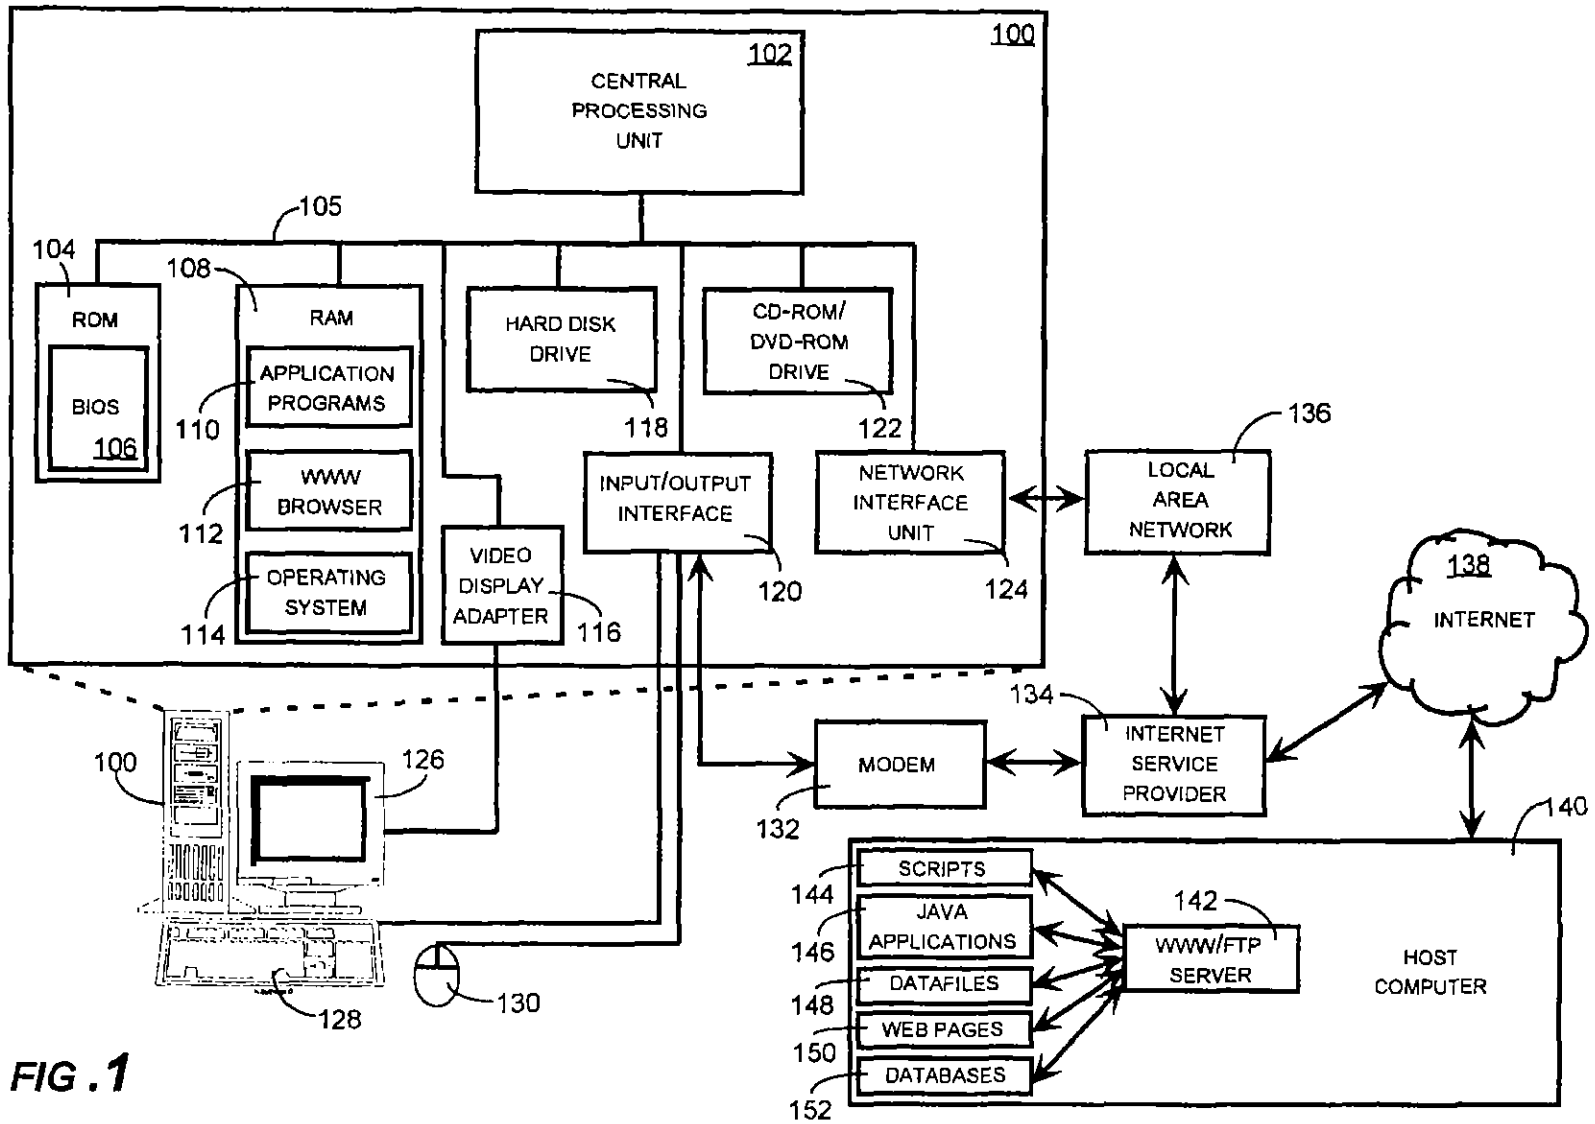 100
102
CENTRAL
PROCESSING
UNIT
105
104
ROM
BIOS
106
108
RAM
APPLICATION
PROGRAMS
110
WWW
BROWSER
112
OPERATING
SYSTEM
114
HARD DISK
DRIVE
118
CD-ROM/
DVD-ROM
DRIVE
122
VIDEO
DISPLAY
ADAPTER
116
INPUT/OUTPUT
INTERFACE
120
NETWORK
INTERFACE
UNIT
124
136
LOCAL
AREA
NETWORK
138
INTERNET
134
INTERNET
SERVICE
PROVIDER
MODEM
132
100
126
128
130
140
SCRIPTS
144
JAVA
APPLICATIONS
146
DATAFILES
148
WEB PAGES
150
DATABASES
152
142
WWW/FTP
SERVER
HOST
COMPUTER
FIG .1